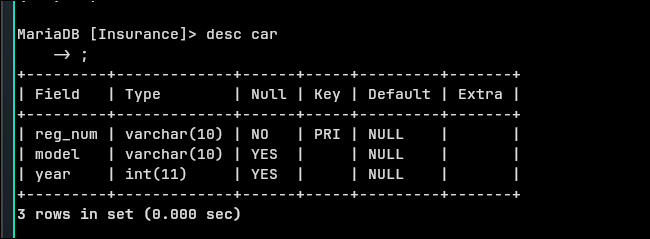 MariaDB [Insurance]> desc car
    -> ;
+---------+-------------+------+-----+---------+-------+
| Field   | Type        | Null | Key | Default | Extra |
+---------+-------------+------+-----+---------+-------+
| reg_num | varchar(10) | NO   | PRI | NULL    |       |
| model   | varchar(10) | YES  |     | NULL    |       |
| year    | int(11)     | YES  |     | NULL    |       |
+---------+-------------+------+-----+---------+-------+
3 rows in set (0.000 sec)